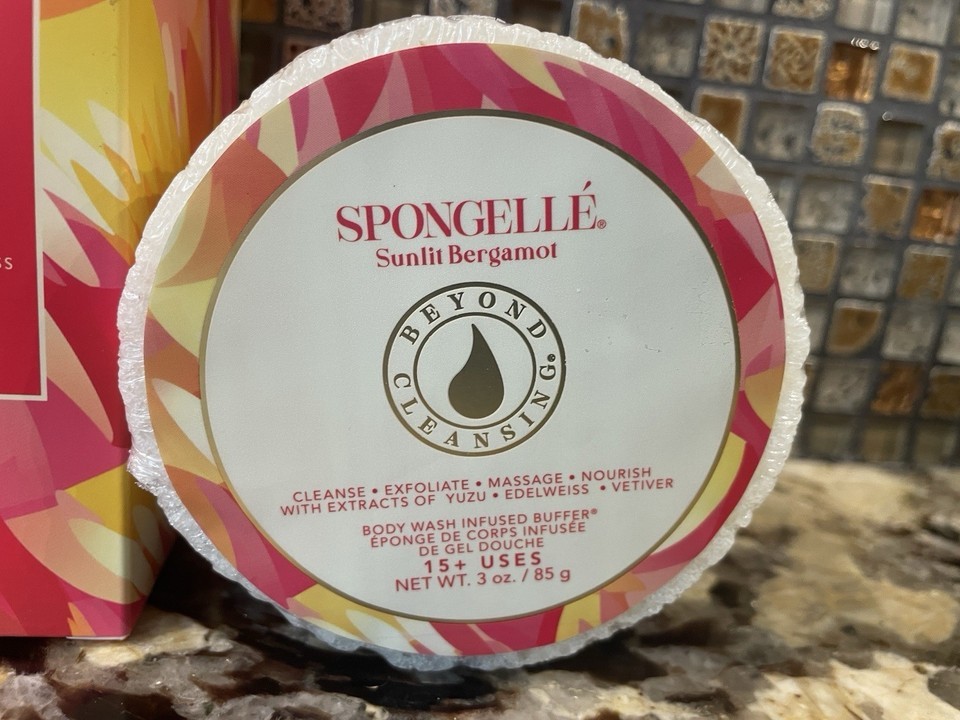 SPONGELLÉ®
Sunlit Bergamot
BEYOND
CLEANSING®
CLEANSE • EXFOLIATE • MASSAGE • NOURISH
WITH EXTRACTS OF YUZU • EDELWEISS • VETIVER
BODY WASH INFUSED BUFFER®
ÉPONGE DE CORPS INFUSÉE
DE GEL DOUCHE
15+ USES
NET WT. 3 oz. / 85 g